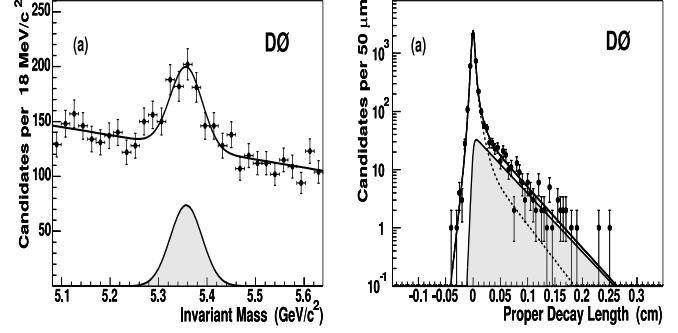 Candidates per 18 MeV/c²
250
200
150
100
50
(a)
DØ
5.1 5.2 5.3 5.4 5.5 5.6
Invariant Mass (GeV/c²)
Candidates per 50 μm
10³
10²
10
1
10⁻¹
(a)
DØ
-0.1 -0.05 0 0.05 0.1 0.15 0.2 0.25 0.3
Proper Decay Length (cm)